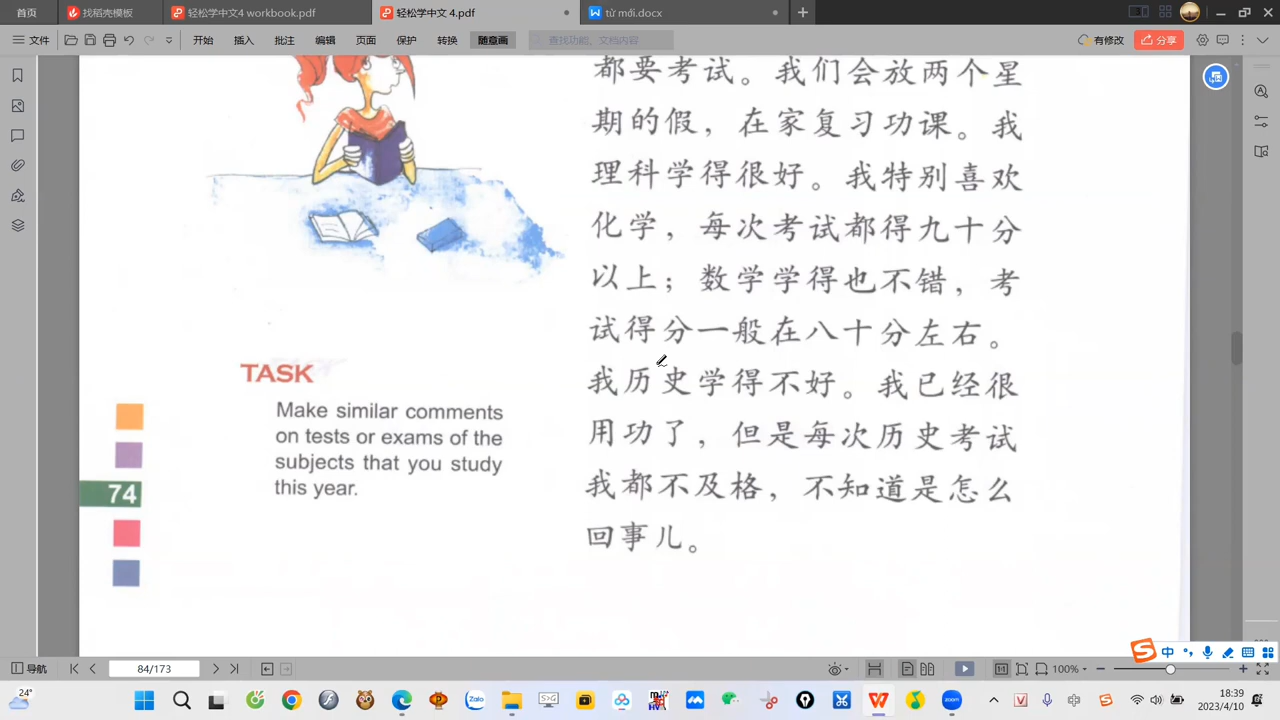 首页
找稻壳模板
轻松学中文4 workbook.pdf
轻松学中文 4.pdf
từ mới.docx
文件
开始
插入
批注
编辑
页面
保护
转换
随意画
查找功能、文档内容
有修改
分享
都要考试。我们会放两个星
期的假，在家复习功课。我
理科学得很好。我特别喜欢
化学，每次考试都得九十分
以上；数学学得也不错，考
试得分一般在八十分左右。
我历史学得不好。我已经很
用功了，但是每次历史考试
我都不及格，不知道是怎么
回事儿。
TASK
Make similar comments
on tests or exams of the
subjects that you study
this year.
74
中
导航
84/173
100%
24°
Zalo
zoom
18:39
2023/4/10